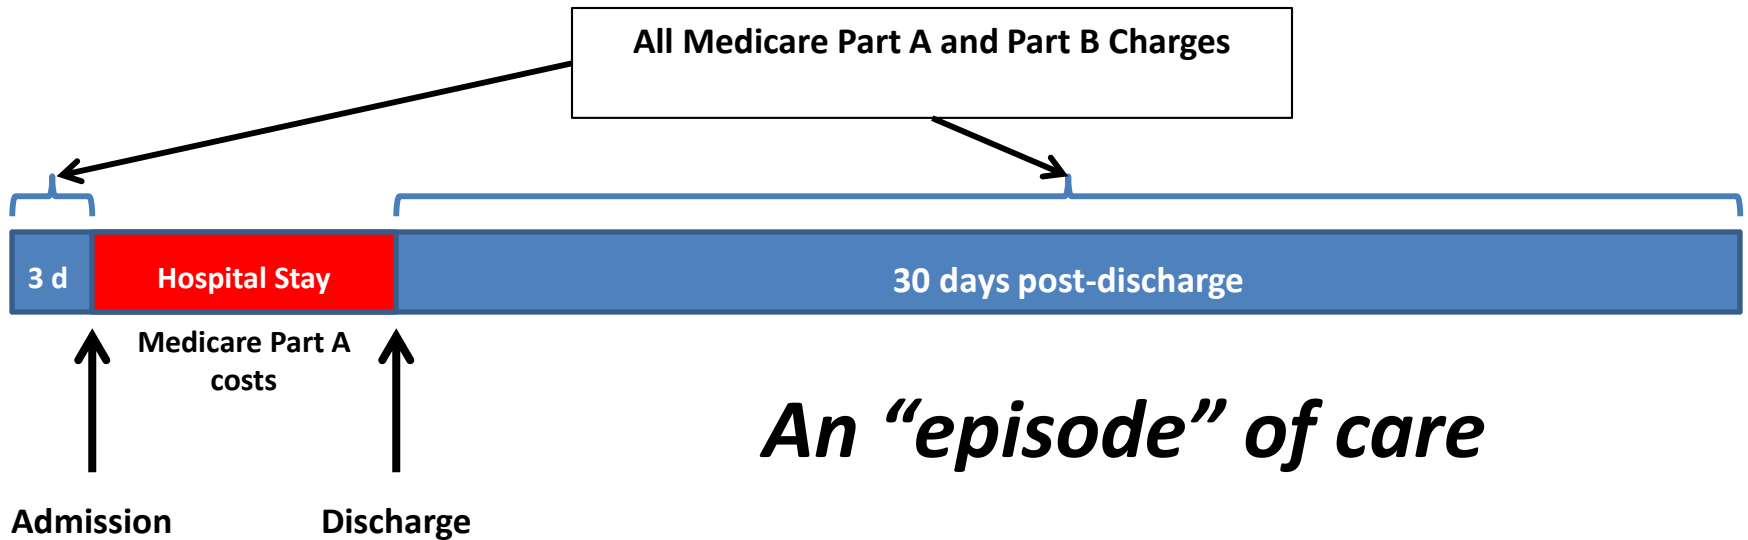 All Medicare Part A and Part B Charges
3 d
Hospital Stay
30 days post-discharge
Medicare Part A
costs
An “episode” of care
Admission
Discharge